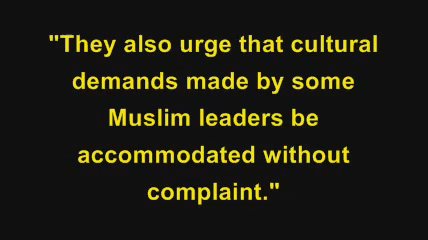 "They also urge that cultural
demands made by some
Muslim leaders be
accommodated without
complaint."